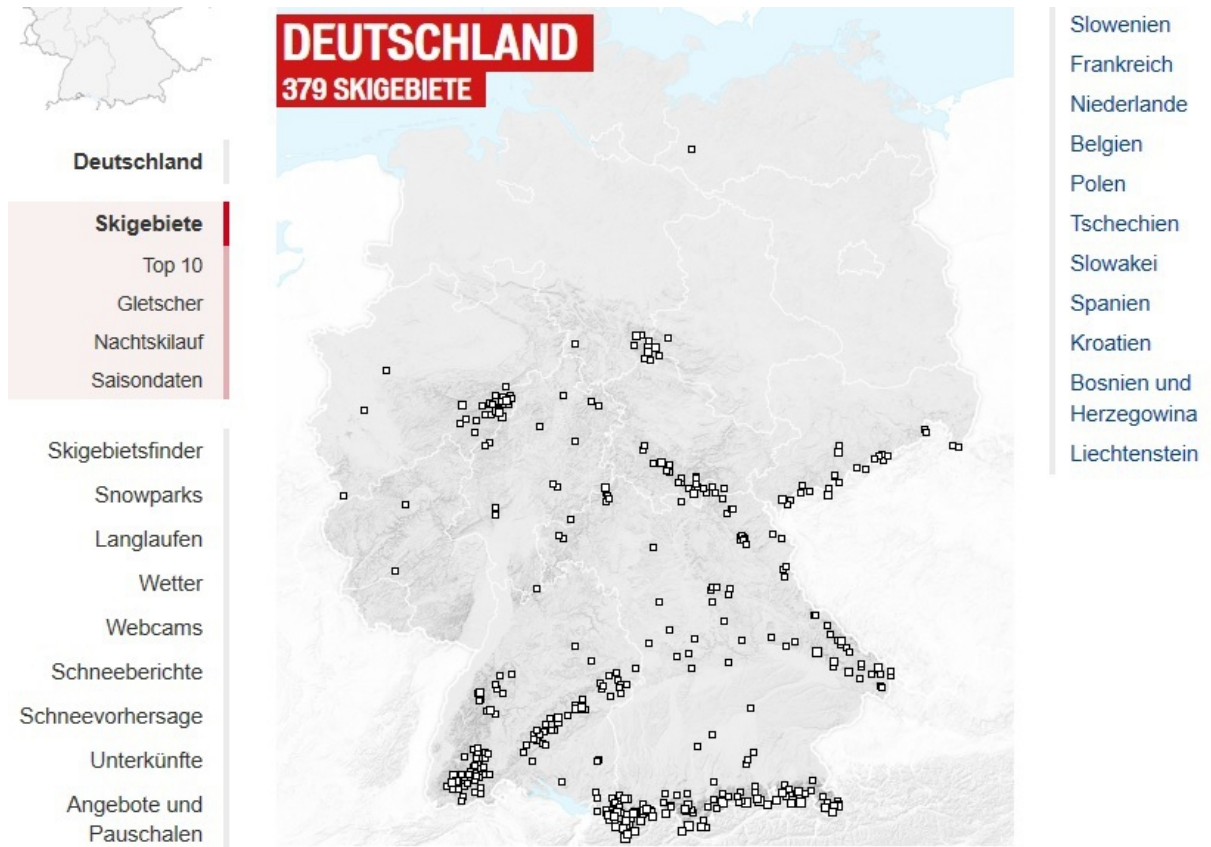 Deutschland
Skigebiete
Top 10
Gletscher
Nachtskilauf
Saisondaten
Skigebietsfinder
Snowparks
Langlaufen
Wetter
Webcams
Schneeberichte
Schneevorhersage
Unterkünfte
Angebote und
Pauschalen
DEUTSCHLAND
379 SKIGEBIETE
Slowenien
Frankreich
Niederlande
Belgien
Polen
Tschechien
Slowakei
Spanien
Kroatien
Bosnien und
Herzegowina
Liechtenstein